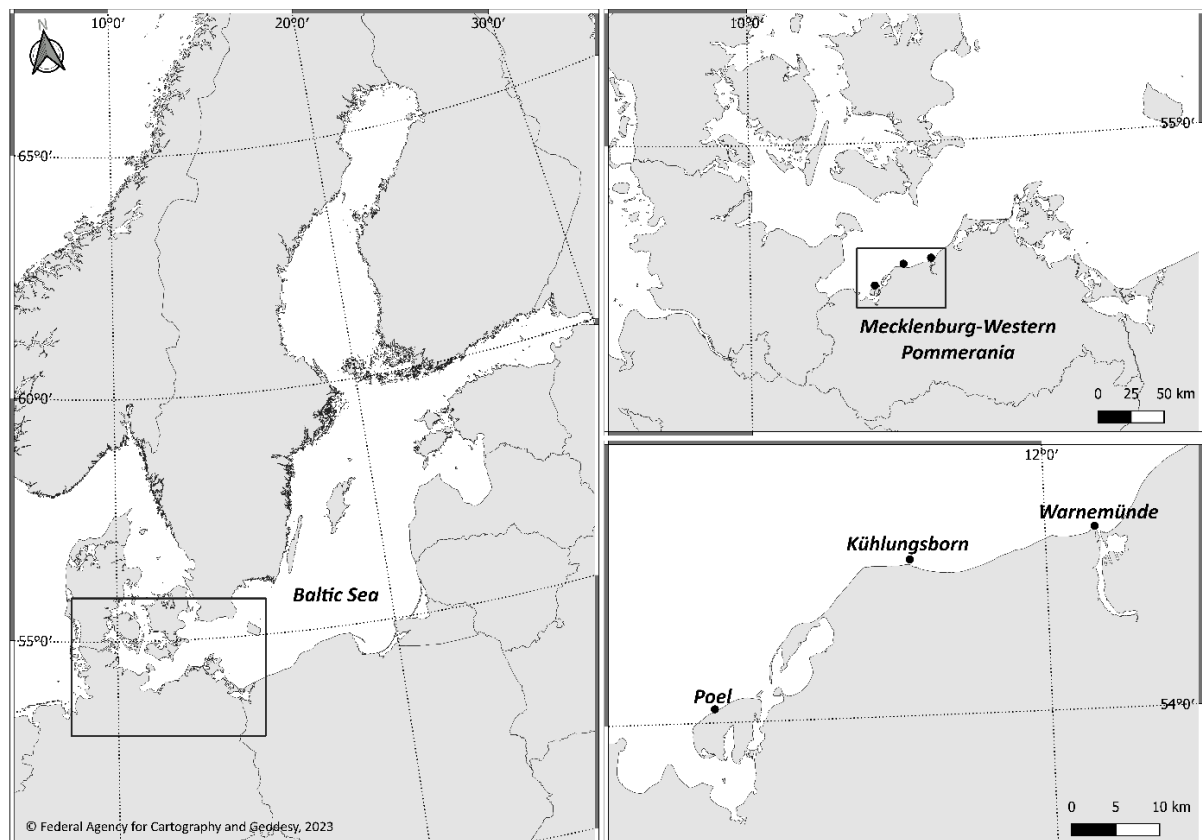 N
10°0'
20°0'
30°0'
65°0'
60°0'
55°0'
Baltic Sea
© Federal Agency for Cartography and Geodesy, 2023
10°0'
55°0'
Mecklenburg-Western
Pommerania
0 25 50 km
12°0'
Warnemünde
Kühlungsborn
Poel
54°0'
0 5 10 km